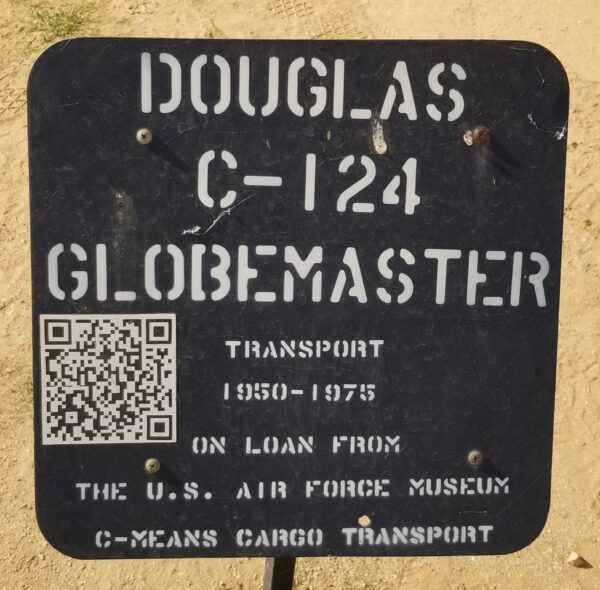 DOUGLAS
C-124
GLOBEMASTER
TRANSPORT
1950-1975
ON LOAN FROM
THE U.S. AIR FORCE MUSEUM
C-MEANS CARGO TRANSPORT